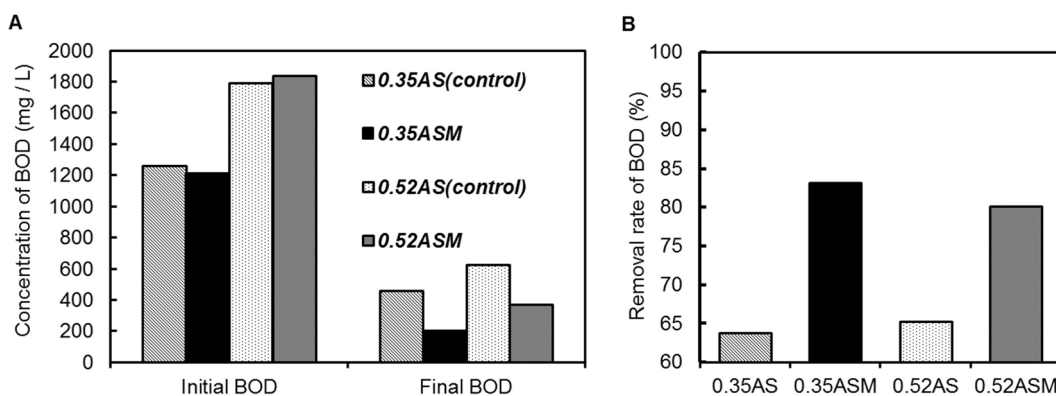 A
Concentration of BOD (mg / L)
2000
1800
1600
1400
1200
1000
800
600
400
200
0
0.35AS(control)
0.35ASM
0.52AS(control)
0.52ASM
Initial BOD
Final BOD
B
Removal rate of BOD (%)
100
95
90
85
80
75
70
65
60
0.35AS
0.35ASM
0.52AS
0.52ASM